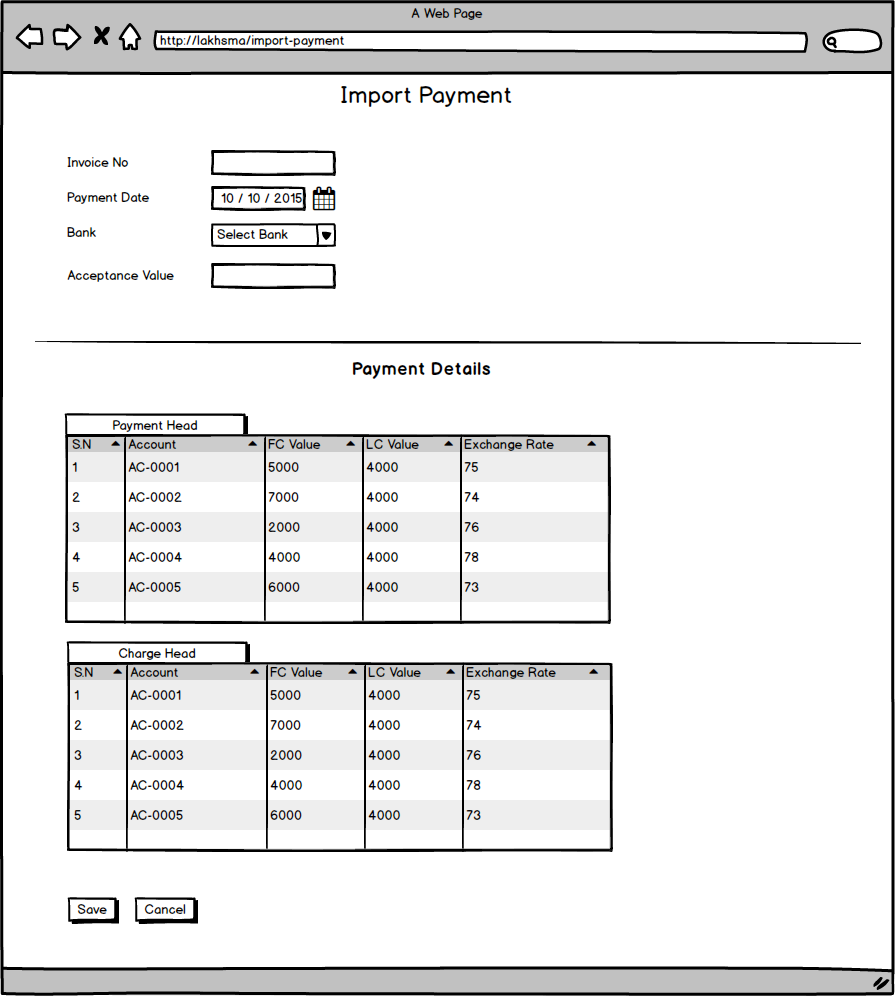 A Web Page
http://lakhsma/import-payment
Import Payment
Invoice No
Payment Date 10 / 10 / 2015
Bank Select Bank
Acceptance Value
Payment Details
Payment Head
S.N Account FC Value LC Value Exchange Rate
1 AC-0001 5000 4000 75
2 AC-0002 7000 4000 74
3 AC-0003 2000 4000 76
4 AC-0004 4000 4000 78
5 AC-0005 6000 4000 73
Charge Head
S.N Account FC Value LC Value Exchange Rate
1 AC-0001 5000 4000 75
2 AC-0002 7000 4000 74
3 AC-0003 2000 4000 76
4 AC-0004 4000 4000 78
5 AC-0005 6000 4000 73
Save Cancel